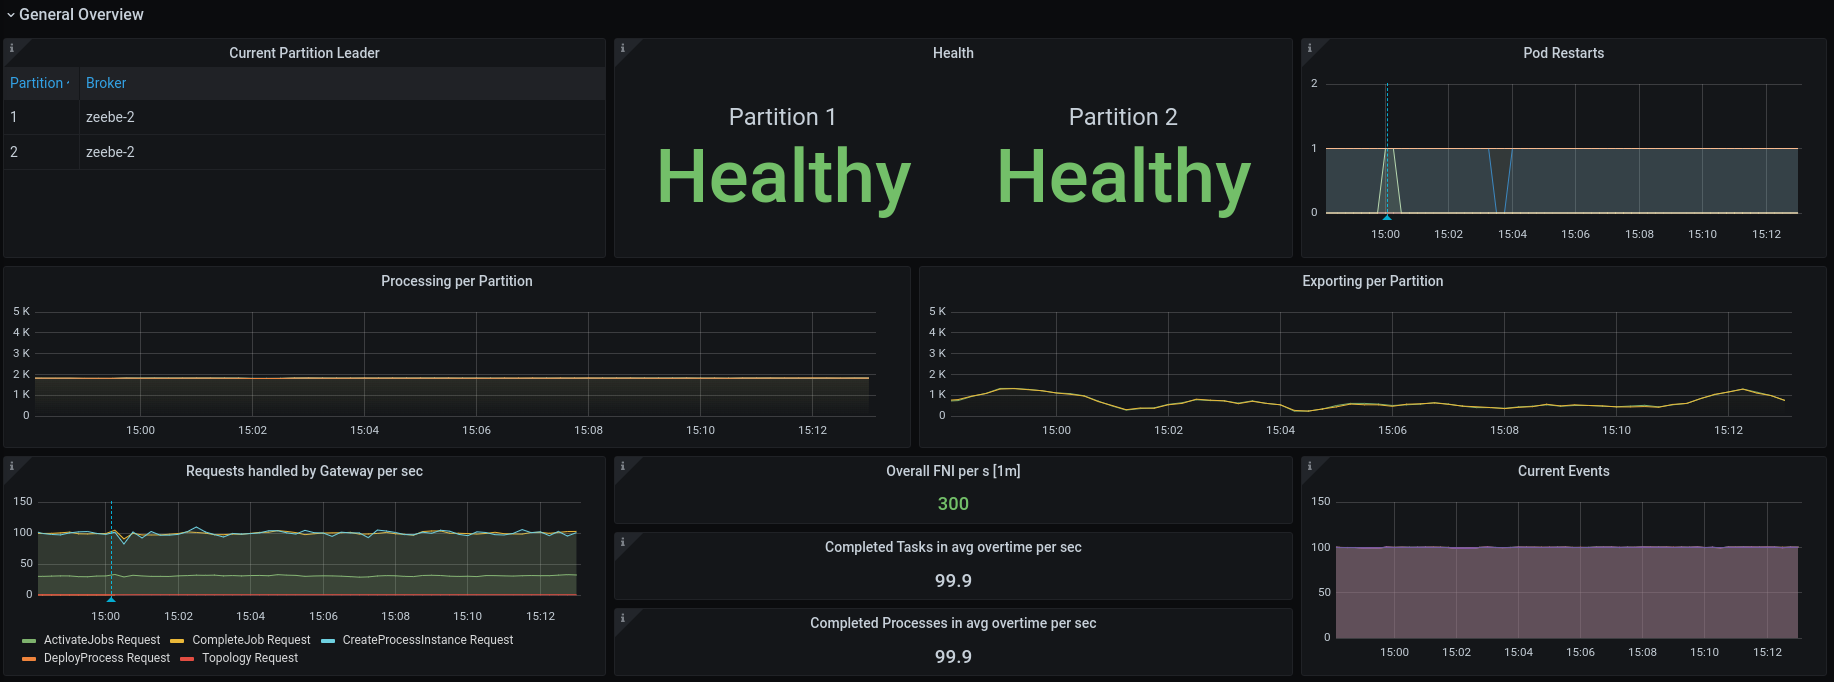 General Overview
Current Partition Leader
Partition
Broker
1
zeebe-2
2
zeebe-2
Health
Partition 1
Healthy
Partition 2
Healthy
Pod Restarts
2
1
0
15:00 15:02 15:04 15:06 15:08 15:10 15:12
Processing per Partition
5 K
4 K
3 K
2 K
1 K
0
15:00 15:02 15:04 15:06 15:08 15:10 15:12
Exporting per Partition
5 K
4 K
3 K
2 K
1 K
0
15:00 15:02 15:04 15:06 15:08 15:10 15:12
Requests handled by Gateway per sec
150
100
50
0
15:00 15:02 15:04 15:06 15:08 15:10 15:12
ActivateJobs Request CompleteJob Request CreateProcessInstance Request
DeployProcess Request Topology Request
Overall FNI per s [1m]
300
Completed Tasks in avg overtime per sec
99.9
Completed Processes in avg overtime per sec
99.9
Current Events
150
100
50
0
15:00 15:02 15:04 15:06 15:08 15:10 15:12